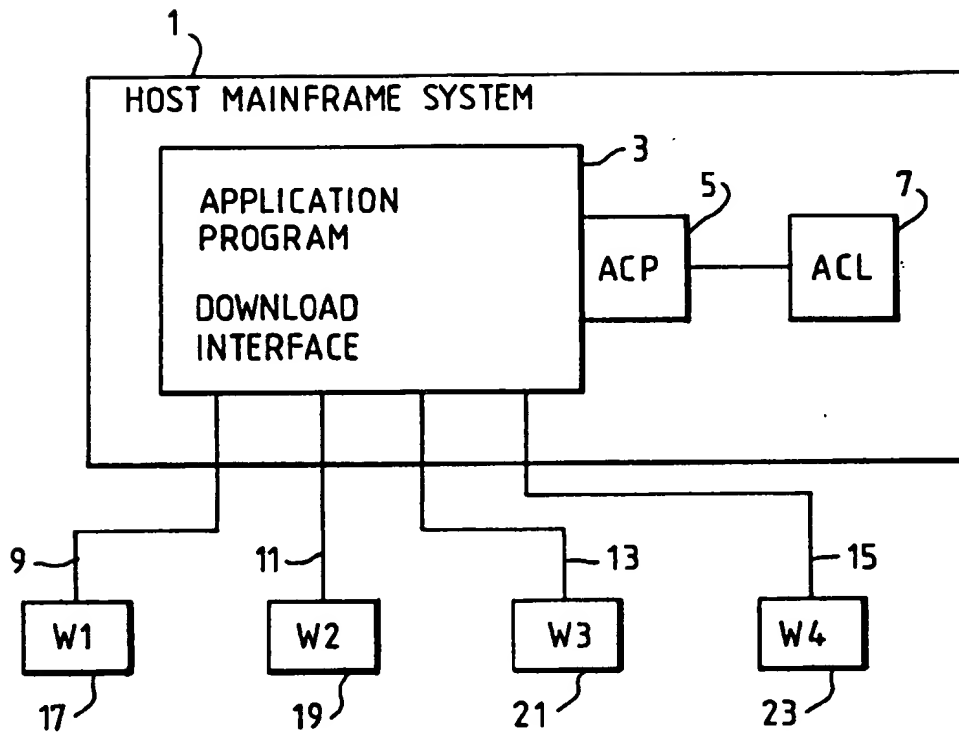 1
HOST MAINFRAME SYSTEM
3
APPLICATION
PROGRAM
DOWNLOAD
INTERFACE
5
ACP
7
ACL
9
11
13
15
W1
W2
W3
W4
17
19
21
23